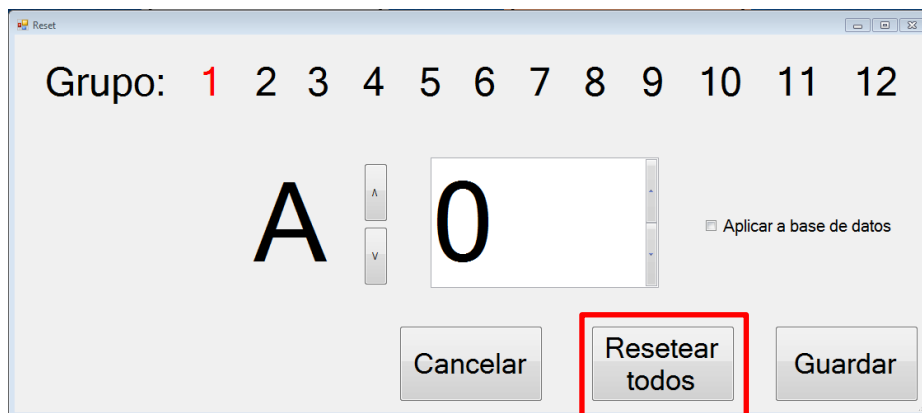 Reset
Grupo: 1 2 3 4 5 6 7 8 9 10 11 12
A 0
Aplicar a base de datos
Cancelar
Resetear
todos
Guardar